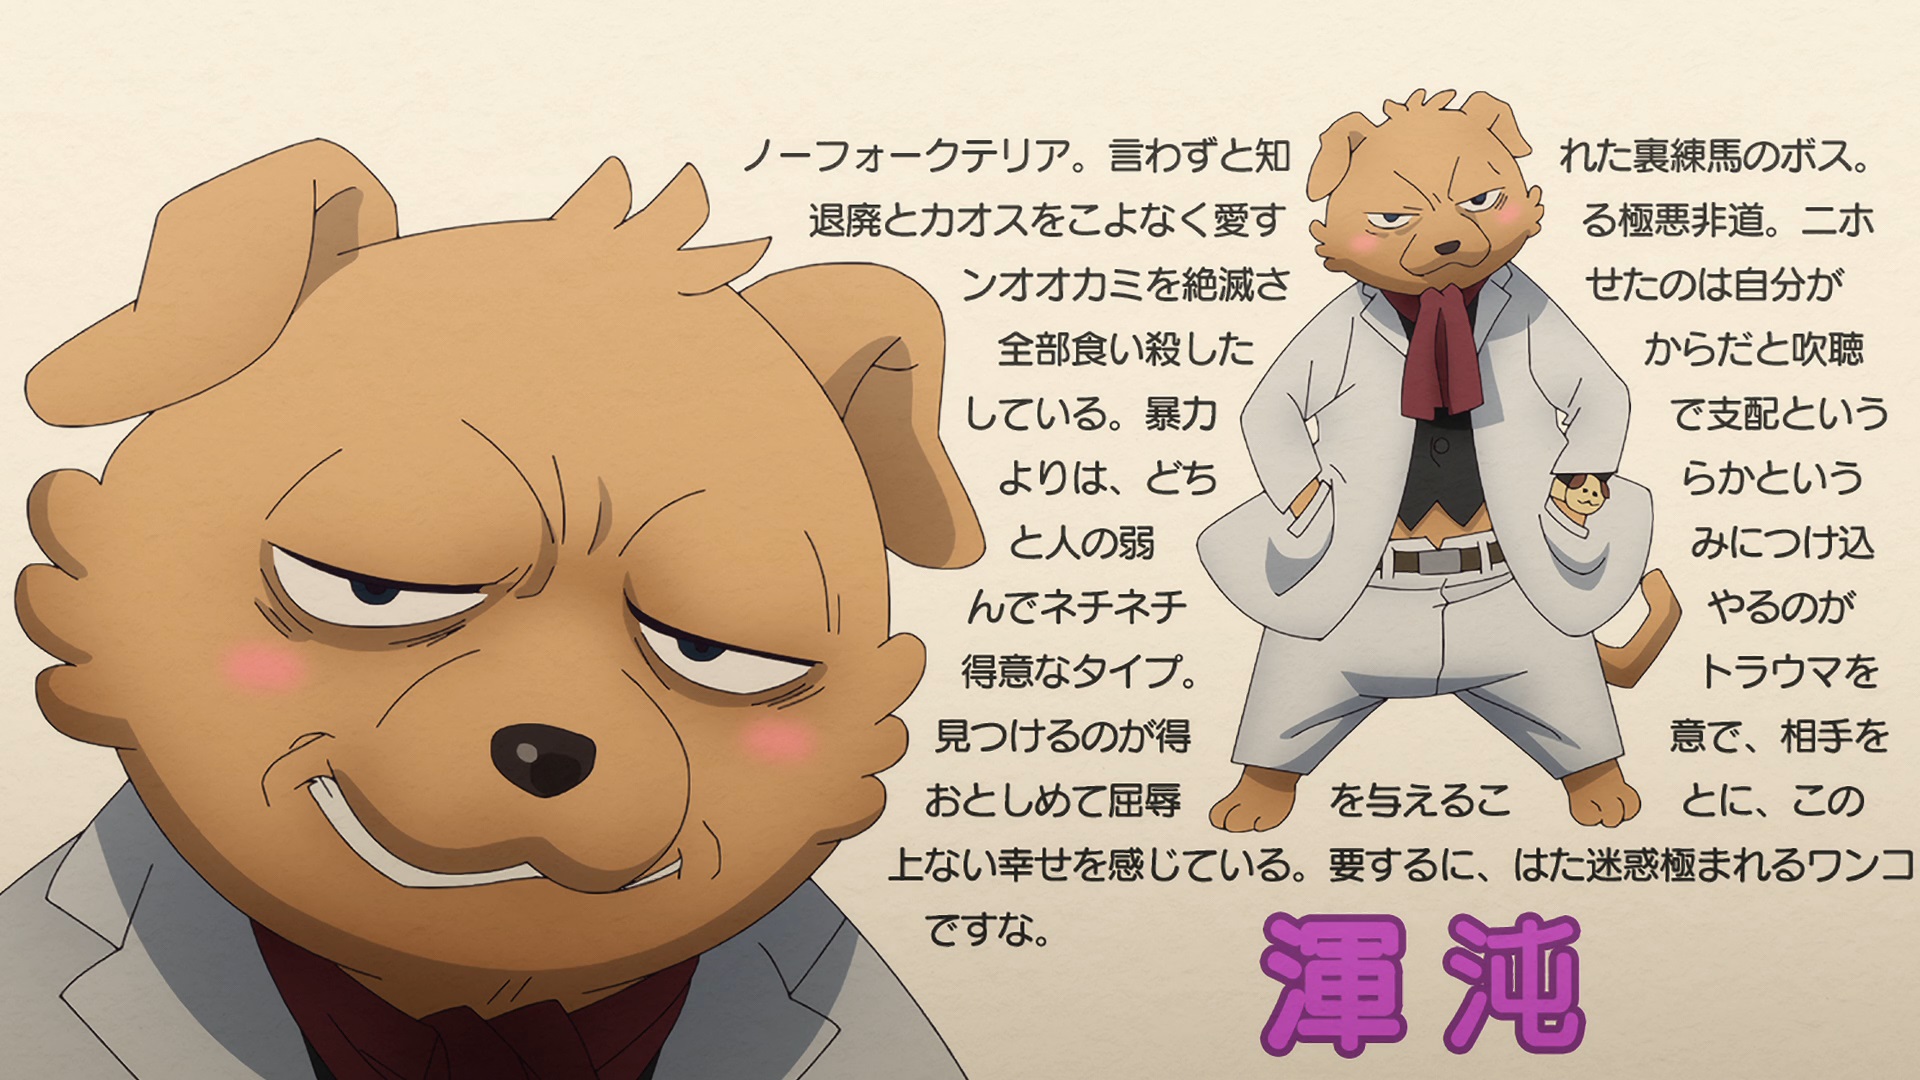 ノーフォークテリア。言わずと知れた裏練馬のボス。
退廃とカオスをこよなく愛する極悪非道。ニホ
ンオオカミを絶滅させたのは自分が
全部食い殺したからだと吹聴
している。暴力で支配という
よりは、どちらかという
と人の弱みにつけ込
んでネチネチやるのが
得意なタイプ。トラウマを
見つけるのが得意で、相手を
おとしめて屈辱を与えることに、この
上ない幸せを感じている。要するに、はた迷惑極まれるワンコ
ですな。
渾沌